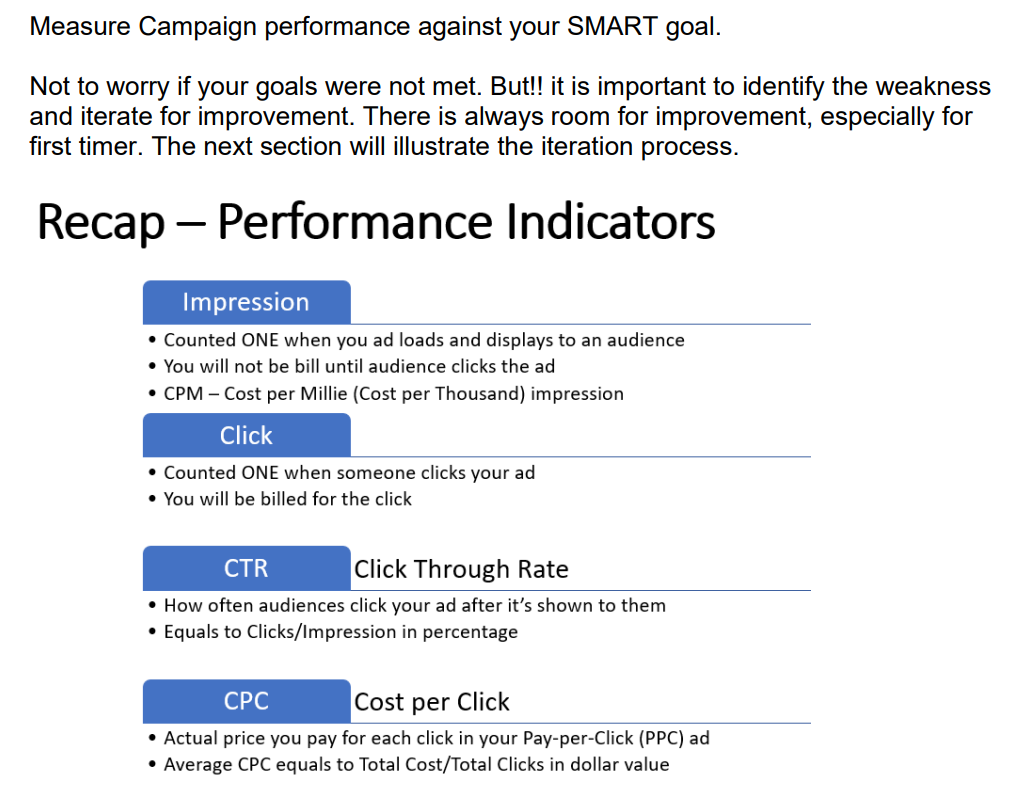 Measure Campaign performance against your SMART goal.
Not to worry if your goals were not met. But!! it is important to identify the weakness
and iterate for improvement. There is always room for improvement, especially for
first timer. The next section will illustrate the iteration process.
Recap – Performance Indicators
Impression
• Counted ONE when you ad loads and displays to an audience
• You will not be bill until audience clicks the ad
• CPM – Cost per Millie (Cost per Thousand) impression
Click
• Counted ONE when someone clicks your ad
• You will be billed for the click
CTR Click Through Rate
• How often audiences click your ad after it’s shown to them
• Equals to Clicks/Impression in percentage
CPC Cost per Click
• Actual price you pay for each click in your Pay-per-Click (PPC) ad
• Average CPC equals to Total Cost/Total Clicks in dollar value